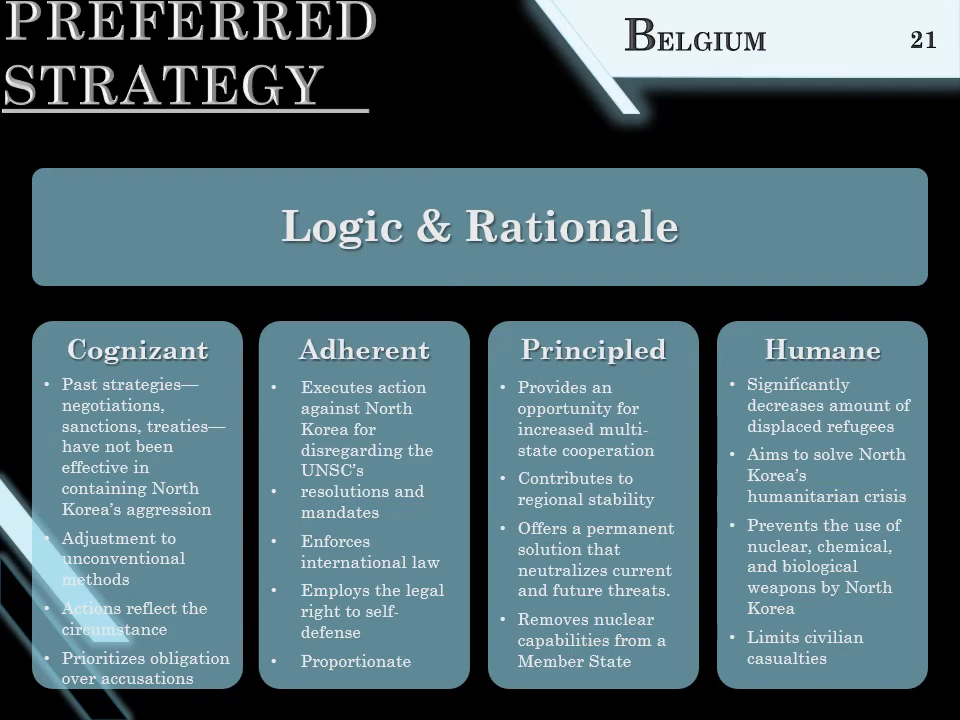 PREFERRED
STRATEGY
BELGIUM
21
Logic & Rationale
Cognizant
• Past strategies—
negotiations,
sanctions, treaties—
have not been
effective in
containing North
Korea's aggression
• Adjustment to
unconventional
methods
• Actions reflect the
circumstance
• Prioritizes obligation
over accusations
Adherent
• Executes action
against North
Korea for
disregarding the
UNSC's
• resolutions and
mandates
• Enforces
international law
• Employs the legal
right to self-
defense
• Proportionate
Principled
• Provides an
opportunity for
increased multi-
state cooperation
• Contributes to
regional stability
• Offers a permanent
solution that
neutralizes current
and future threats.
• Removes nuclear
capabilities from a
Member State
Humane
• Significantly
decreases amount of
displaced refugees
• Aims to solve North
Korea's
humanitarian crisis
• Prevents the use of
nuclear, chemical,
and biological
weapons by North
Korea
• Limits civilian
casualties